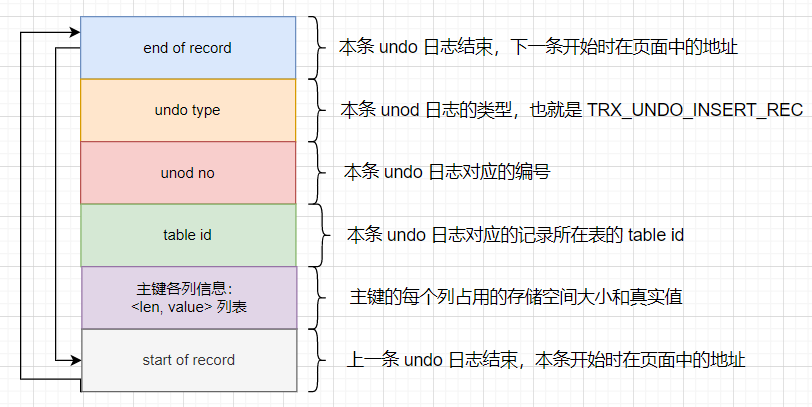 end of record
本条 undo 日志结束，下一条开始时在页面中的地址
undo type
本条 unod 日志的类型，也就是 TRX_UNDO_INSERT_REC
unod no
本条 undo 日志对应的编号
table id
本条 undo 日志对应的记录所在表的 table id
主键各列信息：
<len, value> 列表
主键的每个列占用的存储空间大小和真实值
start of record
上一条 undo 日志结束，本条开始时在页面中的地址